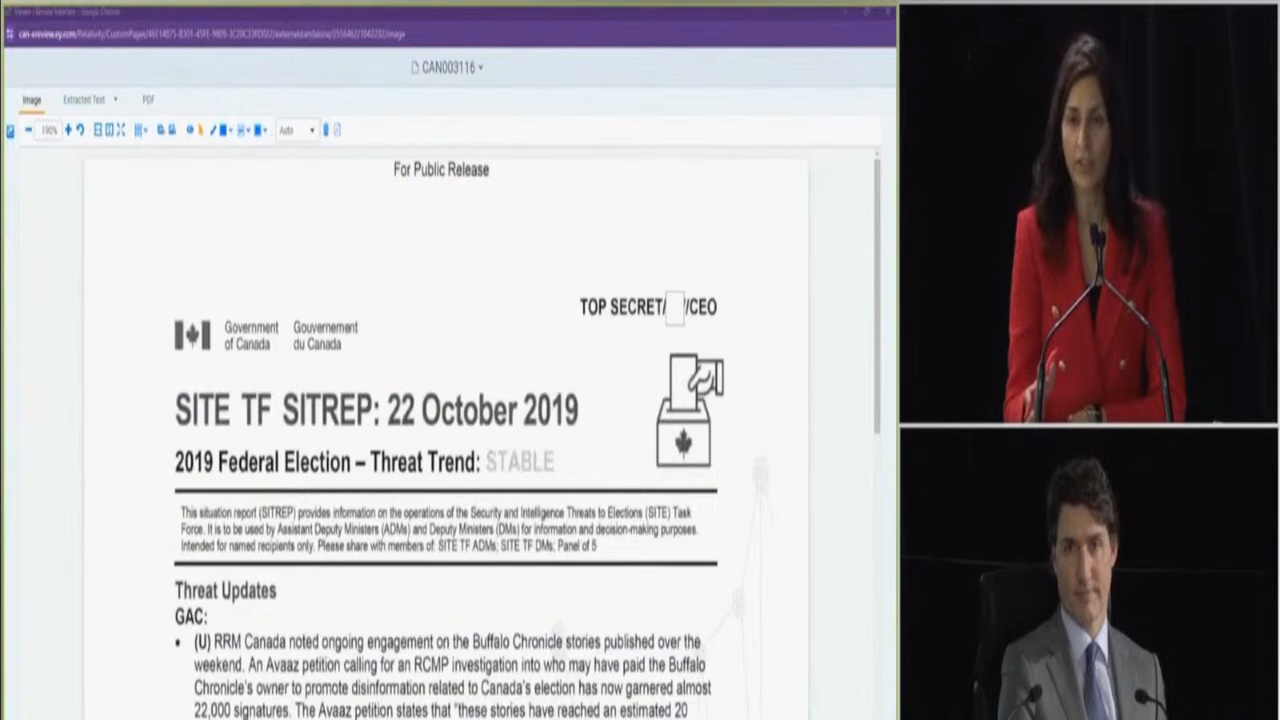 Viewer | Review Interface - Google Chrome
CAN003116
Image
Extracted Text
PDF
190%
Auto
For Public Release
TOP SECRET/ /CEO
Government of Canada
Gouvernement du Canada
SITE TF SITREP: 22 October 2019
2019 Federal Election – Threat Trend: STABLE
This situation report (SITREP) provides information on the operations of the Security and Intelligence Threats to Elections (SITE) Task
Force. It is to be used by Assistant Deputy Ministers (ADMs) and Deputy Ministers (DMs) for information and decision-making purposes.
Intended for named recipients only. Please share with members of: SITE TF ADMs; SITE TF DMs; Panel of 5
Threat Updates
GAC:
• (U) RRM Canada noted ongoing engagement on the Buffalo Chronicle stories published over the
weekend. An Avaaz petition calling for an RCMP investigation into who may have paid the Buffalo
Chronicle's owner to promote disinformation related to Canada's election has now garnered almost
22,000 signatures. The Avaaz petition states that "these stories have reached an estimated 20